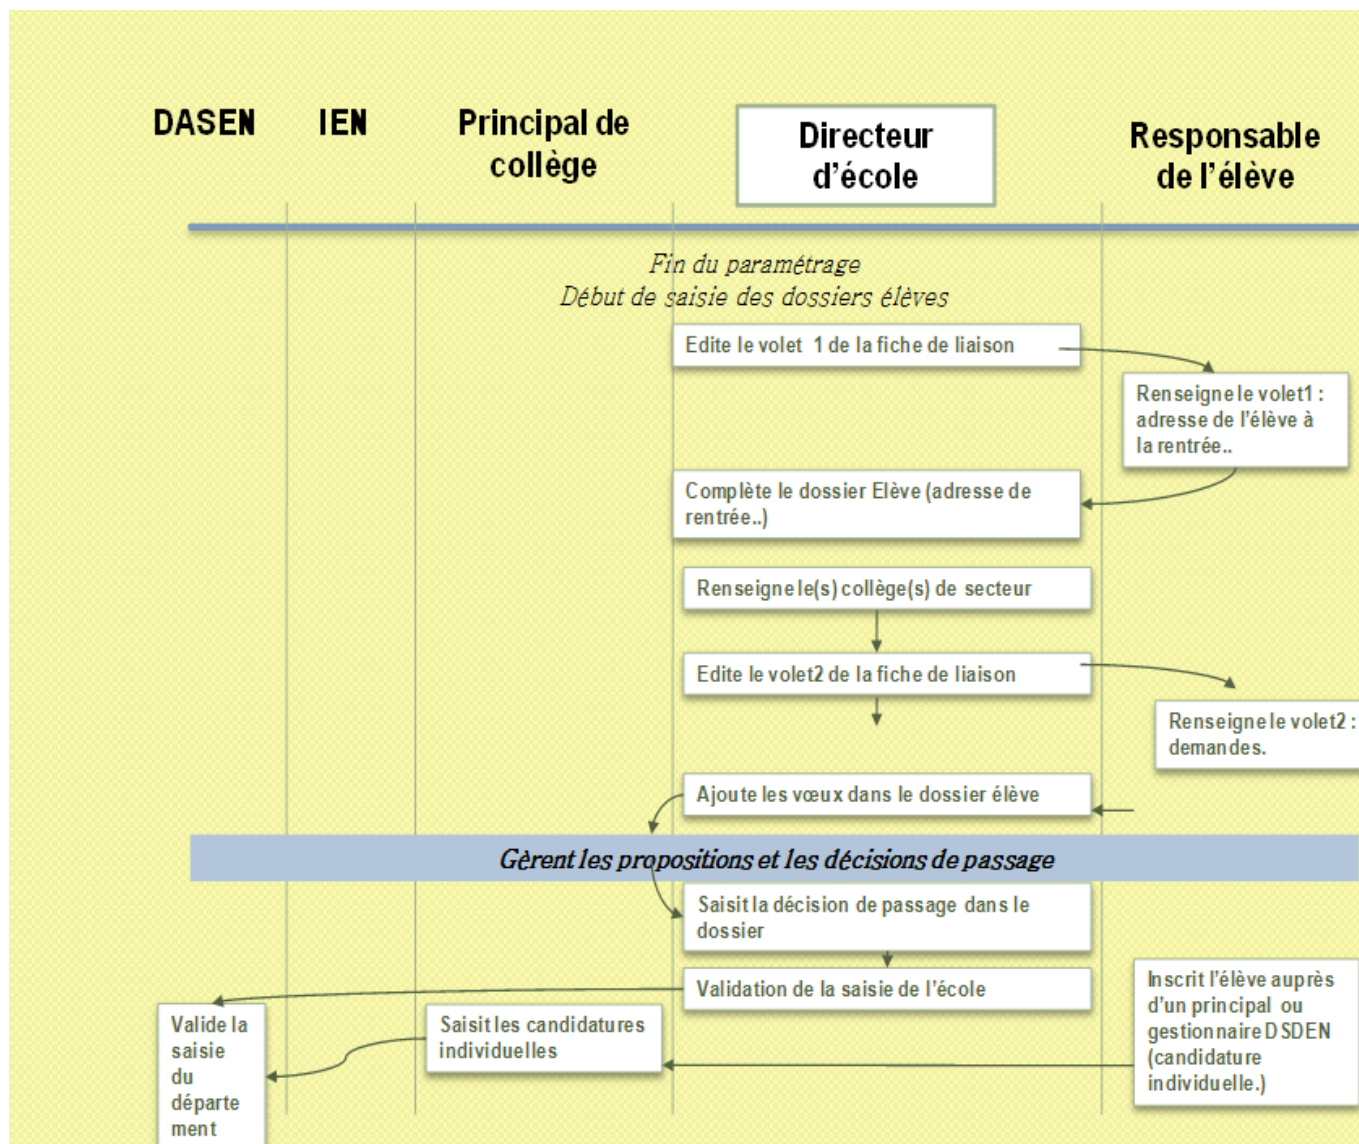 DASEN
IEN
Principal de
collège
Directeur
d'école
Responsable
de l'élève
Fin du paramétrage
Début de saisie des dossiers élèves
Edite le volet 1 de la fiche de liaison
Renseigne le volet1 :
adresse de l'élève à
la rentrée..
Complète le dossier Elève (adresse de
rentrée..)
Renseigne le(s) collège(s) de secteur
Edite le volet2 de la fiche de liaison
Renseigne le volet2 :
demandes.
Ajoute les vœux dans le dossier élève
Gèrent les propositions et les décisions de passage
Saisit la décision de passage dans le
dossier
Validation de la saisie de l'école
Inscrit l'élève auprès
d'un principal ou
gestionnaire DSDEN
(candidature
individuelle.)
Saisit les candidatures
individuelles
Valide la
saisie
du
départe
ment